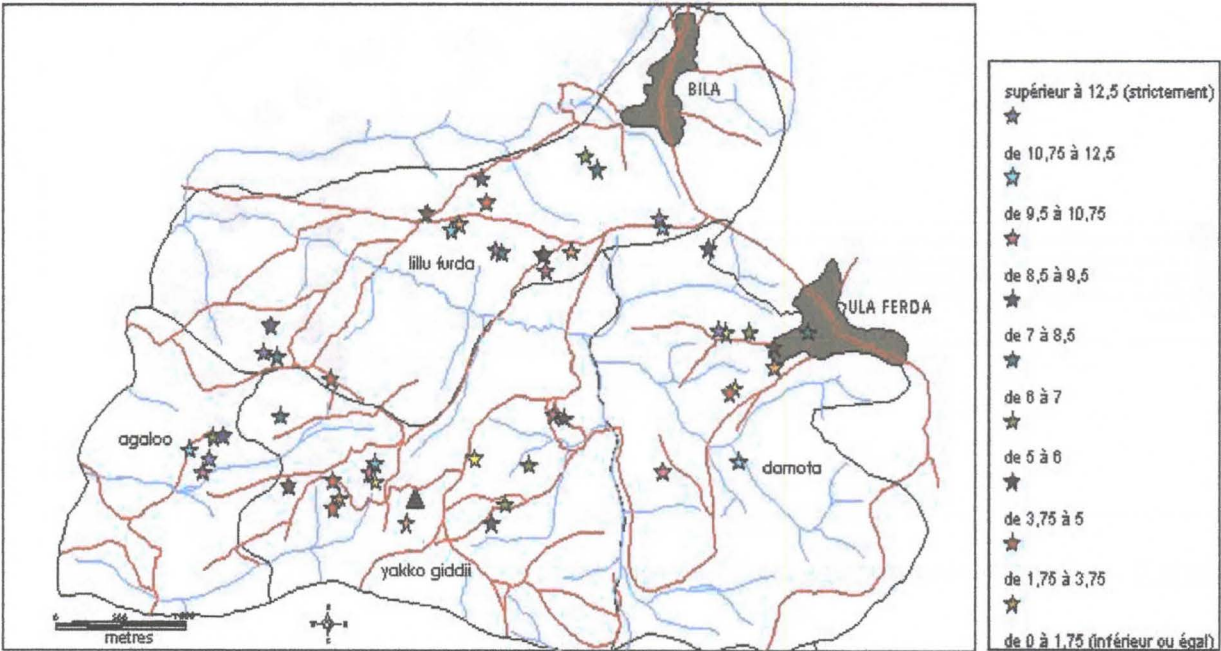 BILA
lillu furda
OULA FERDA
agaloo
damota
yakko giddii
metres
supérieur à 12,5 (strictement)
de 10,75 à 12,5
de 9,5 à 10,75
de 8,5 à 9,5
de 7 à 8,5
de 6 à 7
de 5 à 6
de 3,75 à 5
de 1,75 à 3,75
de 0 à 1,75 (inférieur ou égal)